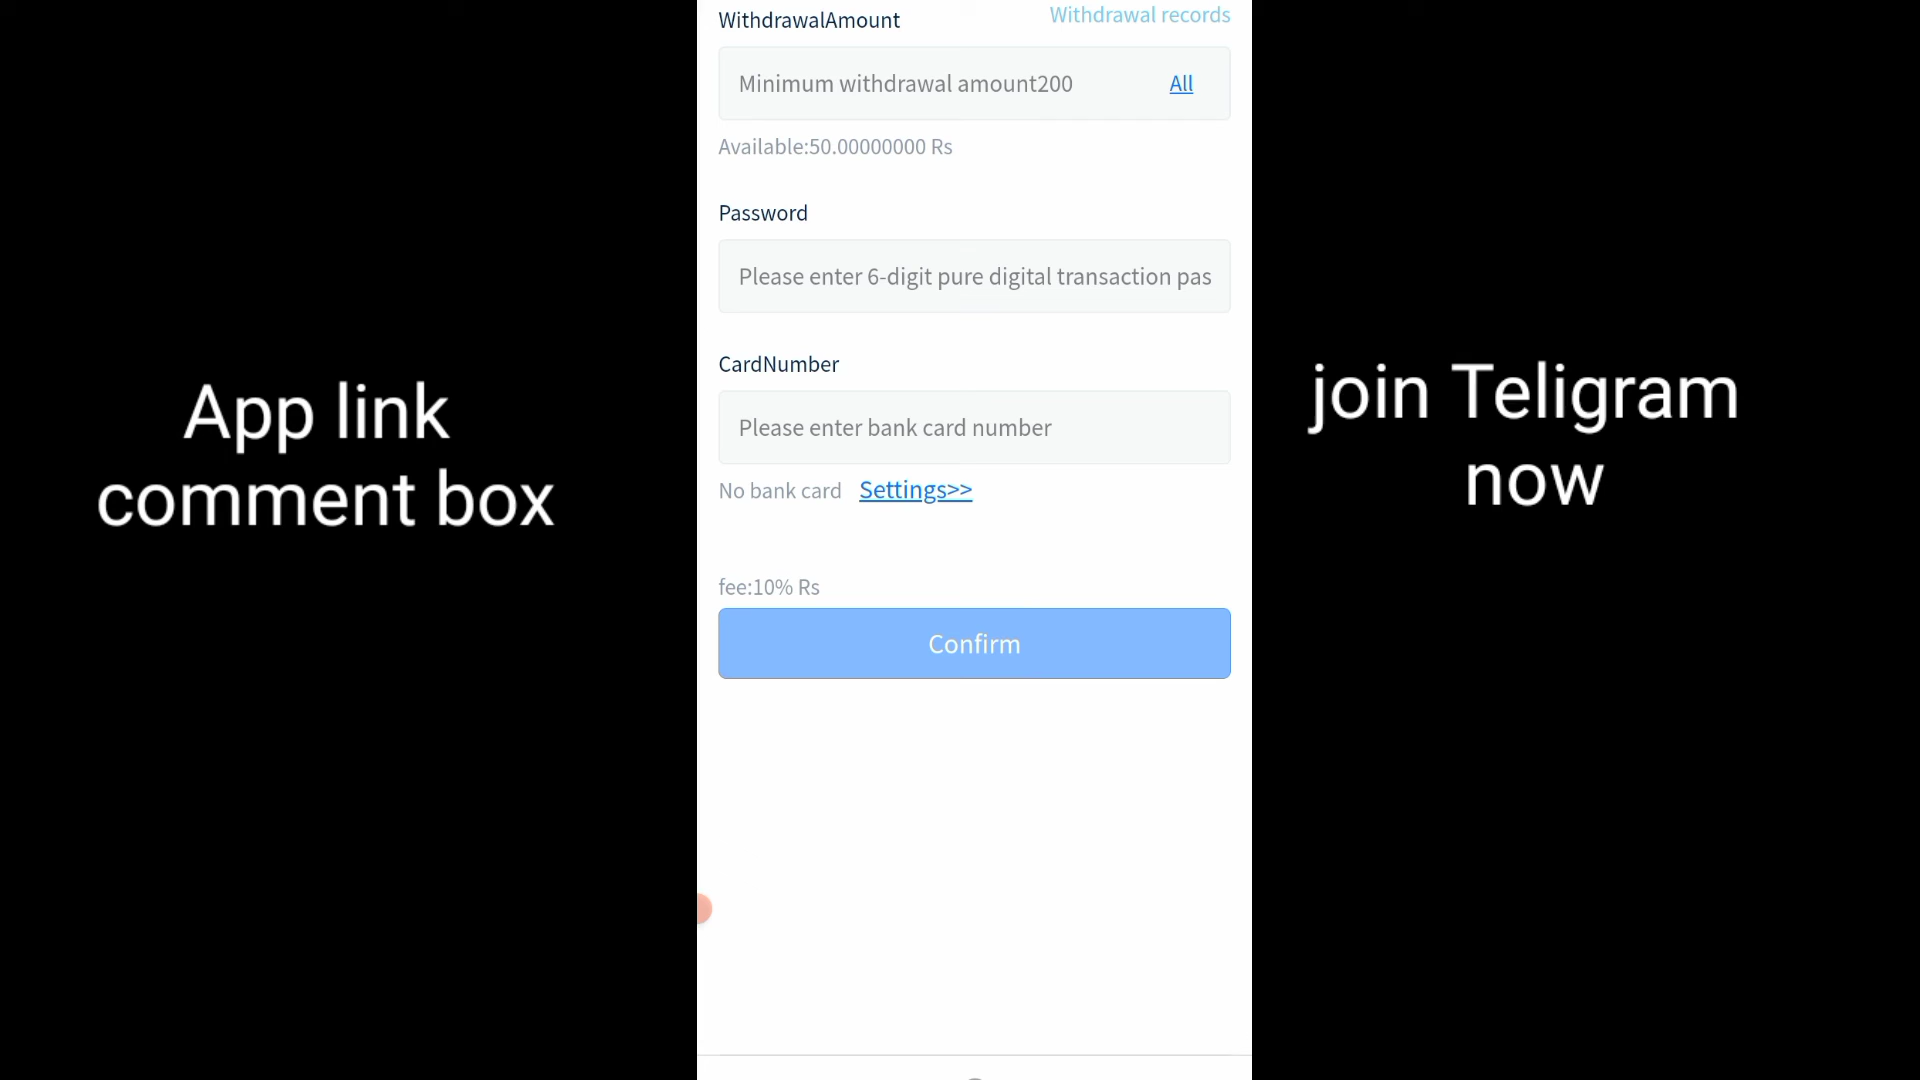 WithdrawalAmount
Withdrawal records
Minimum withdrawal amount200
All
Available:50.00000000 Rs
Password
Please enter 6-digit pure digital transaction pas
CardNumber
Please enter bank card number
No bank card Settings>>
fee:10% Rs
Confirm
App link
comment box
join Teligram
now